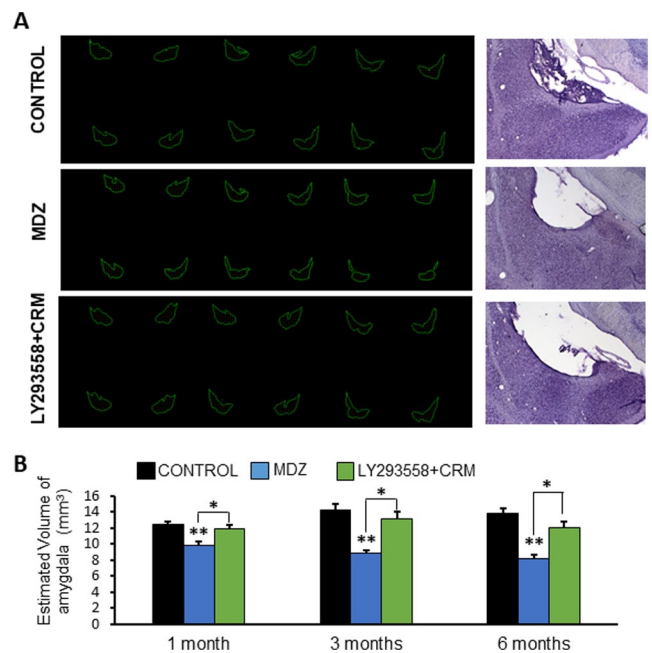 A
CONTROL
MDZ
LY293558+CRM
B
CONTROL MDZ LY293558+CRM
Estimated Volume of
amygdala (mm³)
16
14
12
10
8
6
4
2
0
** *
** *
** *
1 month 3 months 6 months